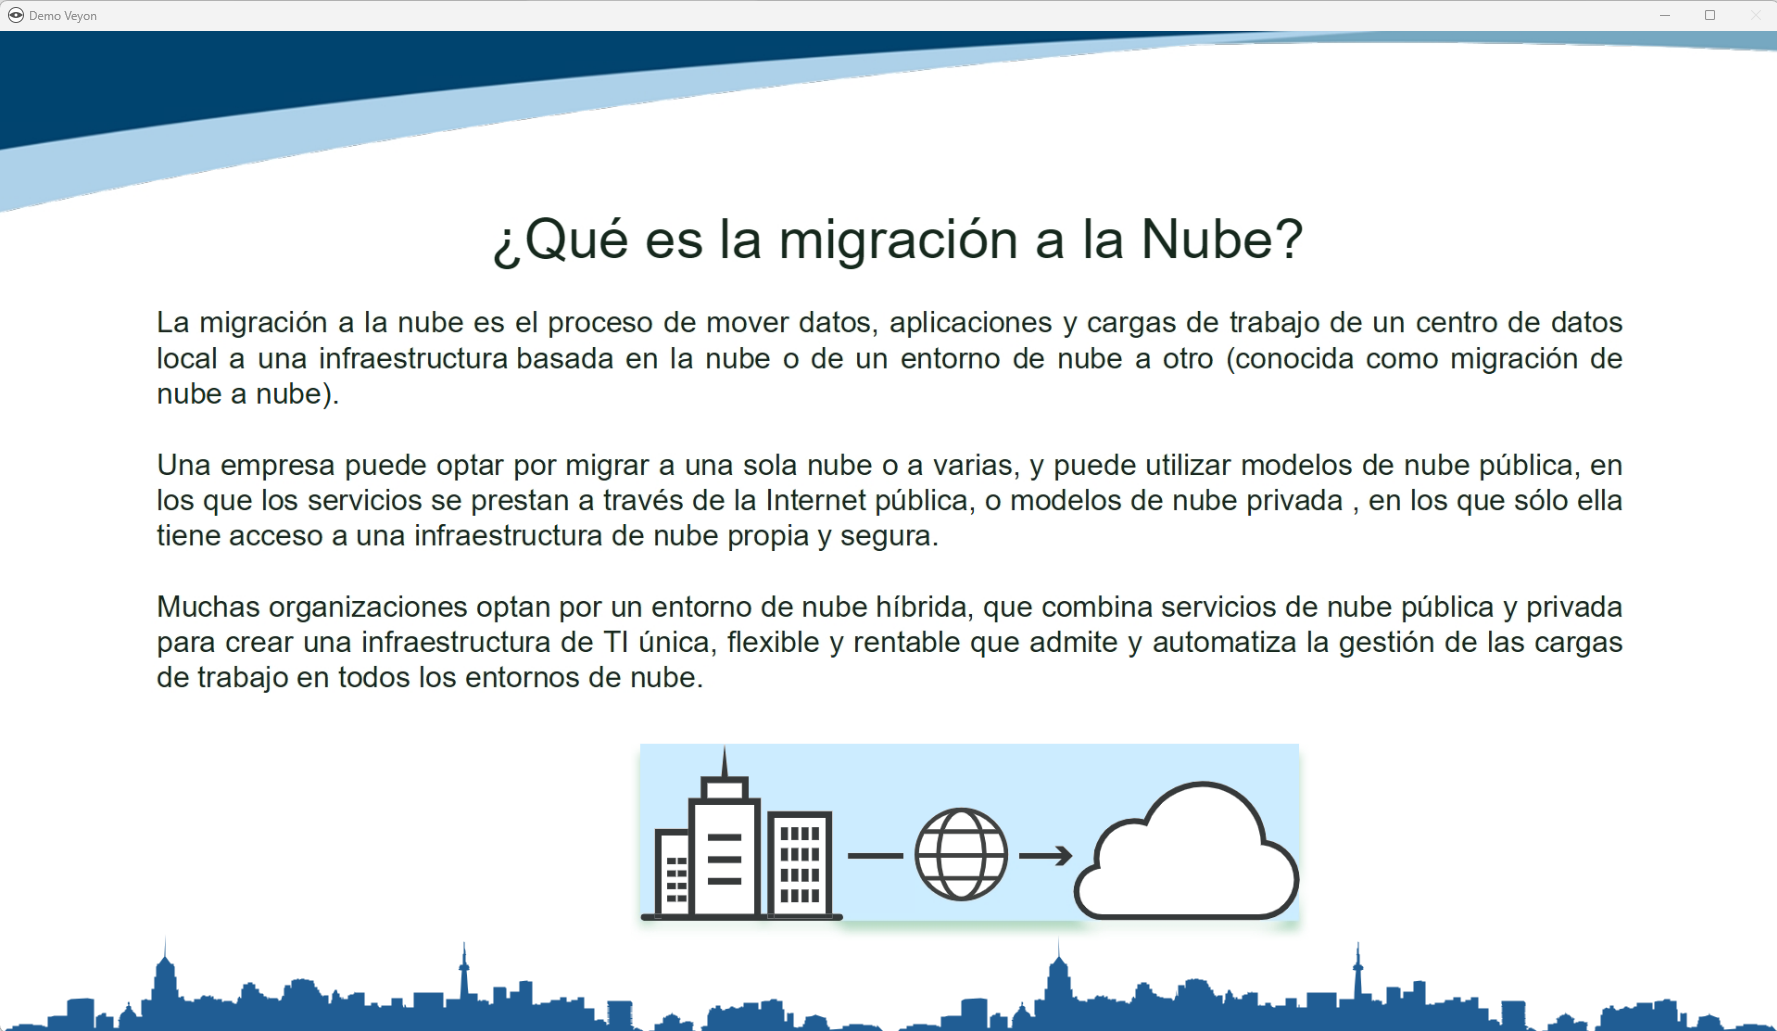 Demo Veyon
¿Qué es la migración a la Nube?
La migración a la nube es el proceso de mover datos, aplicaciones y cargas de trabajo de un centro de datos
local a una infraestructura basada en la nube o de un entorno de nube a otro (conocida como migración de
nube a nube).
Una empresa puede optar por migrar a una sola nube o a varias, y puede utilizar modelos de nube pública, en
los que los servicios se prestan a través de la Internet pública, o modelos de nube privada , en los que sólo ella
tiene acceso a una infraestructura de nube propia y segura.
Muchas organizaciones optan por un entorno de nube híbrida, que combina servicios de nube pública y privada
para crear una infraestructura de TI única, flexible y rentable que admite y automatiza la gestión de las cargas
de trabajo en todos los entornos de nube.